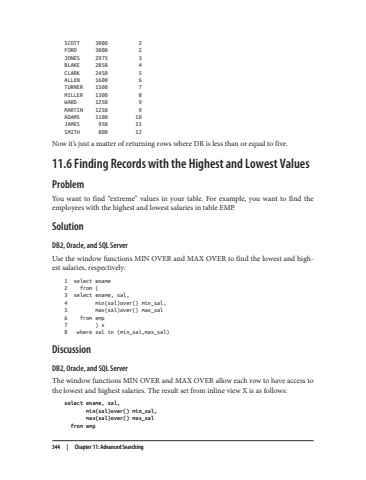 SCOTT 3000 2
FORD 3000 2
JONES 2975 3
BLAKE 2850 4
CLARK 2450 5
ALLEN 1600 6
TURNER 1500 7
MILLER 1300 8
WARD 1250 9
MARTIN 1250 9
ADAMS 1100 10
JAMES 950 11
SMITH 800 12
Now it's just a matter of returning rows where DR is less than or equal to five.
11.6 Finding Records with the Highest and Lowest Values
Problem
You want to find "extreme" values in your table. For example, you want to find the
employees with the highest and lowest salaries in table EMP.
Solution
DB2, Oracle, and SQL Server
Use the window functions MIN OVER and MAX OVER to find the lowest and high-
est salaries, respectively:
1 select ename
2 from (
3 select ename, sal,
4 min(sal)over() min_sal,
5 max(sal)over() max_sal
6 from emp
7 ) x
8 where sal in (min_sal,max_sal)
Discussion
DB2, Oracle, and SQL Server
The window functions MIN OVER and MAX OVER allow each row to have access to
the lowest and highest salaries. The result set from inline view X is as follows:
select ename, sal,
min(sal)over() min_sal,
max(sal)over() max_sal
from emp
344 | Chapter 11: Advanced Searching